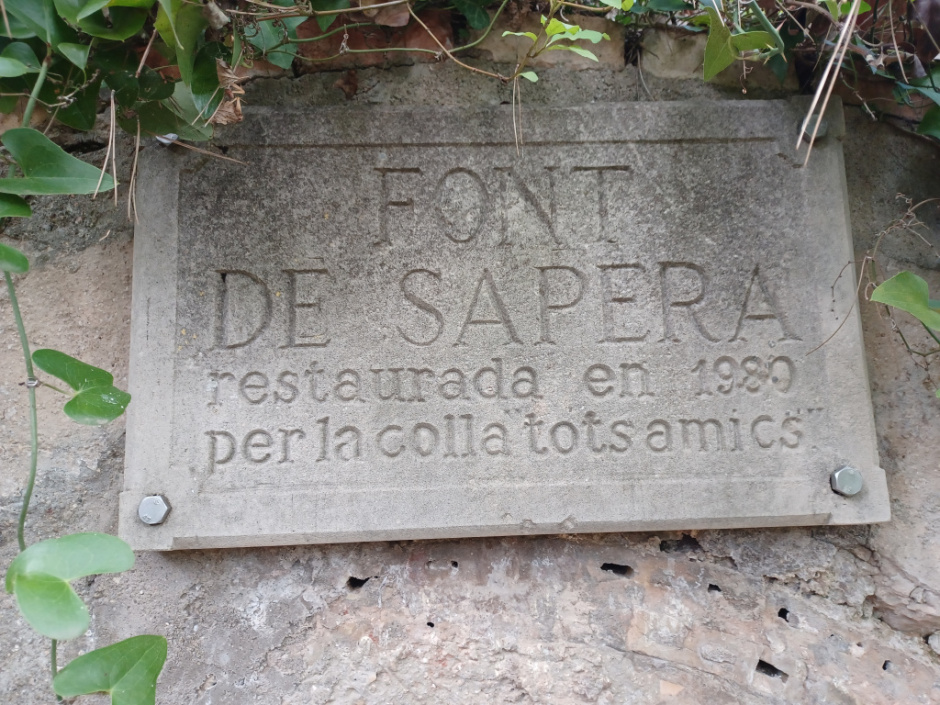 FONT
DE SAPERA
restaurada en 1980
per la colla "tots amics"